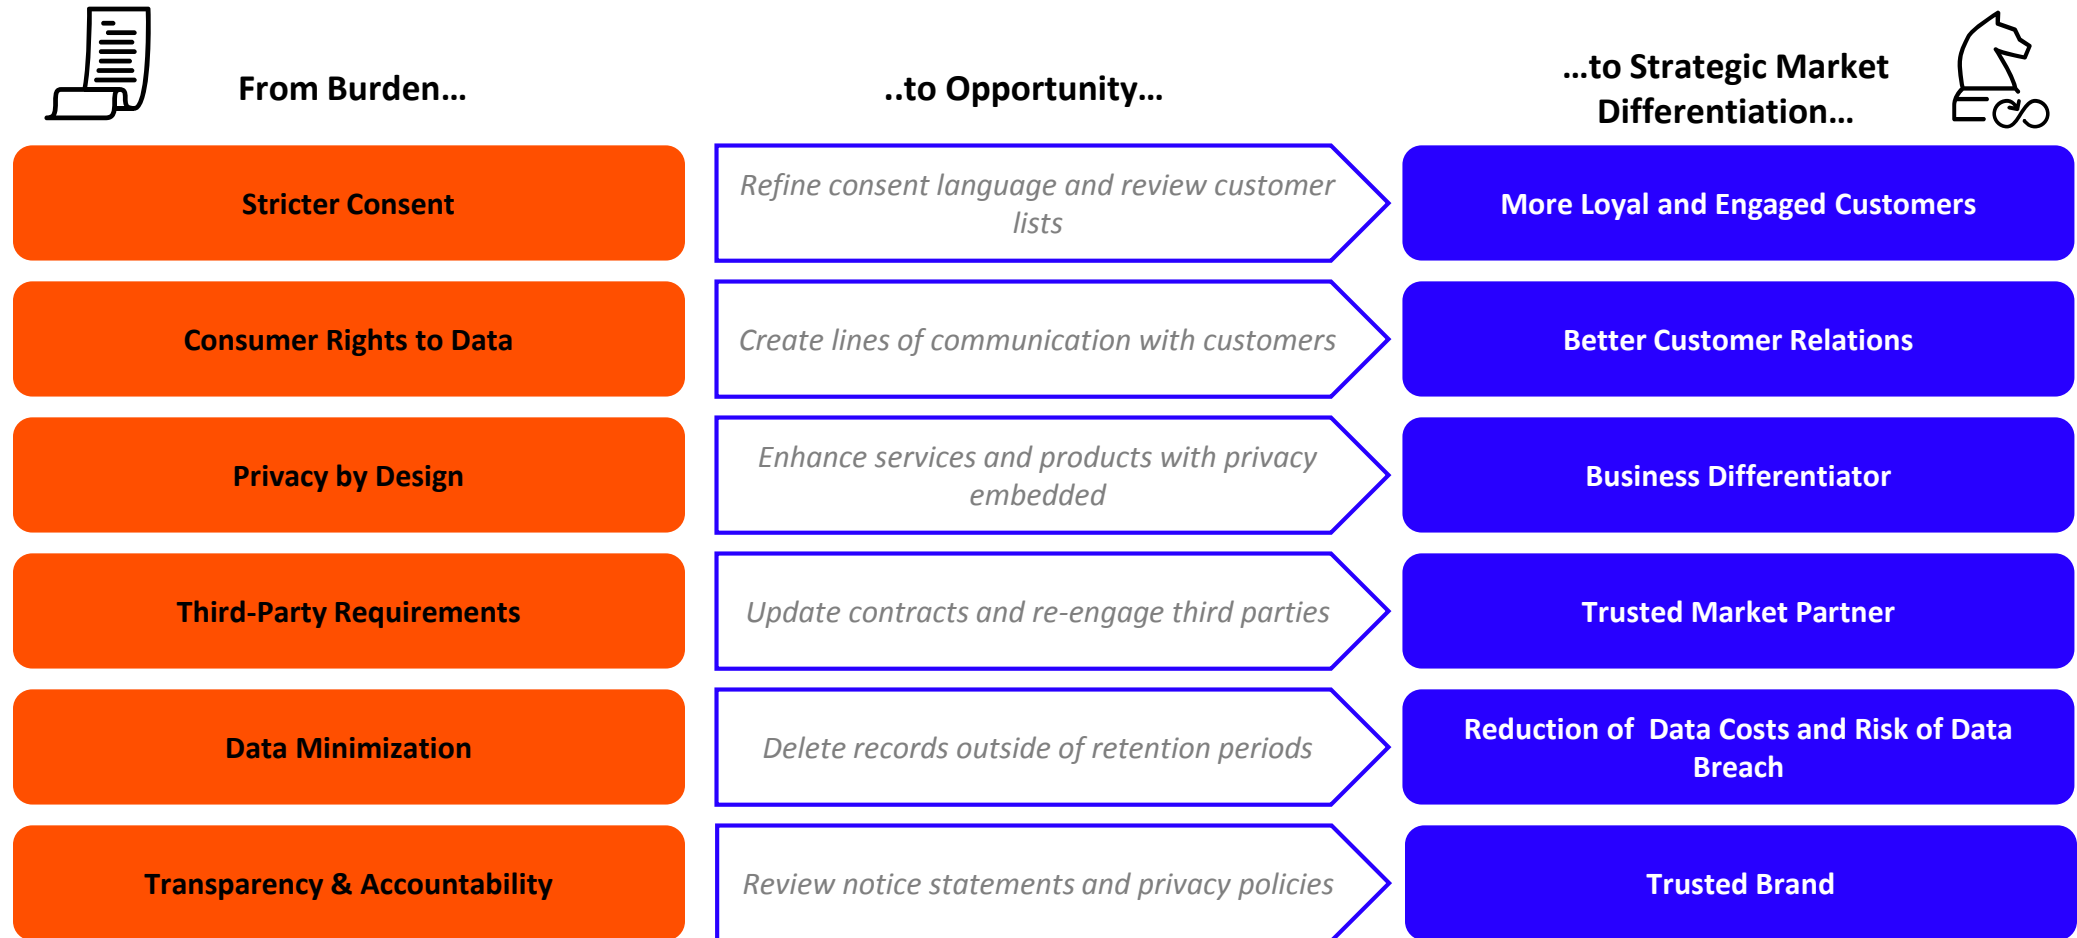 From Burden…
..to Opportunity…
…to Strategic Market
Differentiation…
Stricter Consent
Refine consent language and review customer
lists
More Loyal and Engaged Customers
Consumer Rights to Data
Create lines of communication with customers
Better Customer Relations
Privacy by Design
Enhance services and products with privacy
embedded
Business Differentiator
Third-Party Requirements
Update contracts and re-engage third parties
Trusted Market Partner
Data Minimization
Delete records outside of retention periods
Reduction of  Data Costs and Risk of Data
Breach
Transparency & Accountability
Review notice statements and privacy policies
Trusted Brand